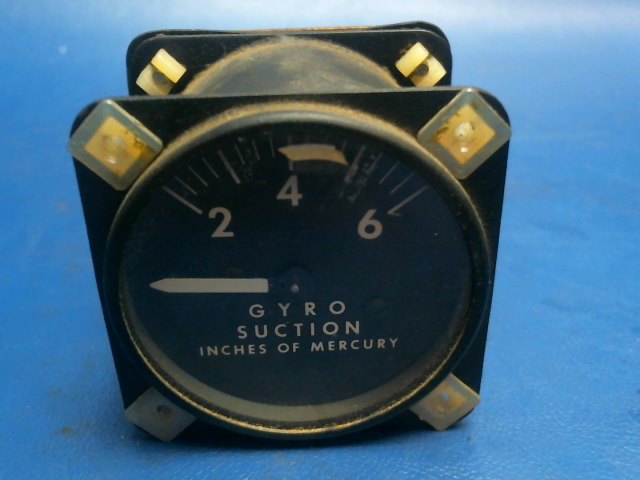 2 4 6
GYRO
SUCTION
INCHES OF MERCURY